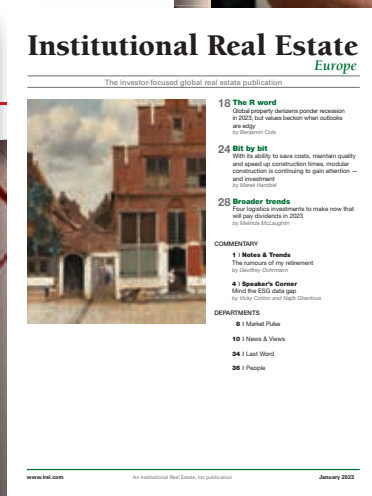 Institutional Real Estate
Europe
The investor-focused global real estate publication
18 The R word
Global property denizens ponder recession
in 2023, but values beckon when outlooks
are edgy
by Benjamin Cole
24 Bit by bit
With its ability to save costs, maintain quality
and speed up construction times, modular
construction is continuing to gain attention —
and investment
by Marek Handzel
28 Broader trends
Four logistics investments to make now that
will pay dividends in 2023
by Melinda McLaughlin
COMMENTARY
1 | Notes & Trends
The rumours of my retirement
by Geoffrey Dohrmann
4 | Speaker's Corner
Mind the ESG data gap
by Vicky Cotton and Najib Ghantous
DEPARTMENTS
8 | Market Pulse
10 | News & Views
34 | Last Word
36 | People
www.irei.com
An Institutional Real Estate, Inc publication
January 2023